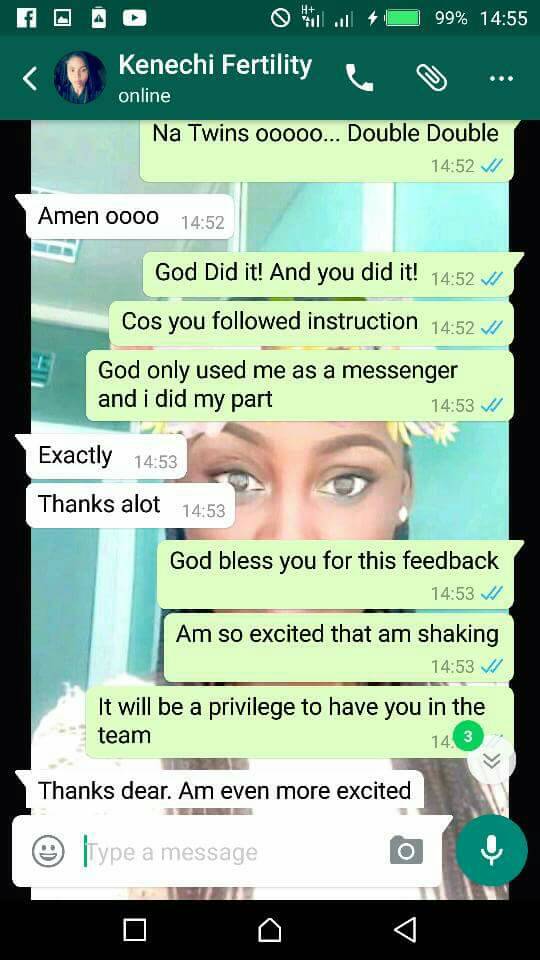 H+
99% 14:55
Kenechi Fertility
online
Na Twins ooooo... Double Double
14:52
Amen oooo 14:52
God Did it! And you did it! 14:52
Cos you followed instruction 14:52
God only used me as a messenger
and i did my part
14:53
Exactly 14:53
Thanks alot 14:53
God bless you for this feedback
14:53
Am so excited that am shaking
14:53
It will be a privilege to have you in the
team
14:
3
Thanks dear. Am even more excited
Type a message